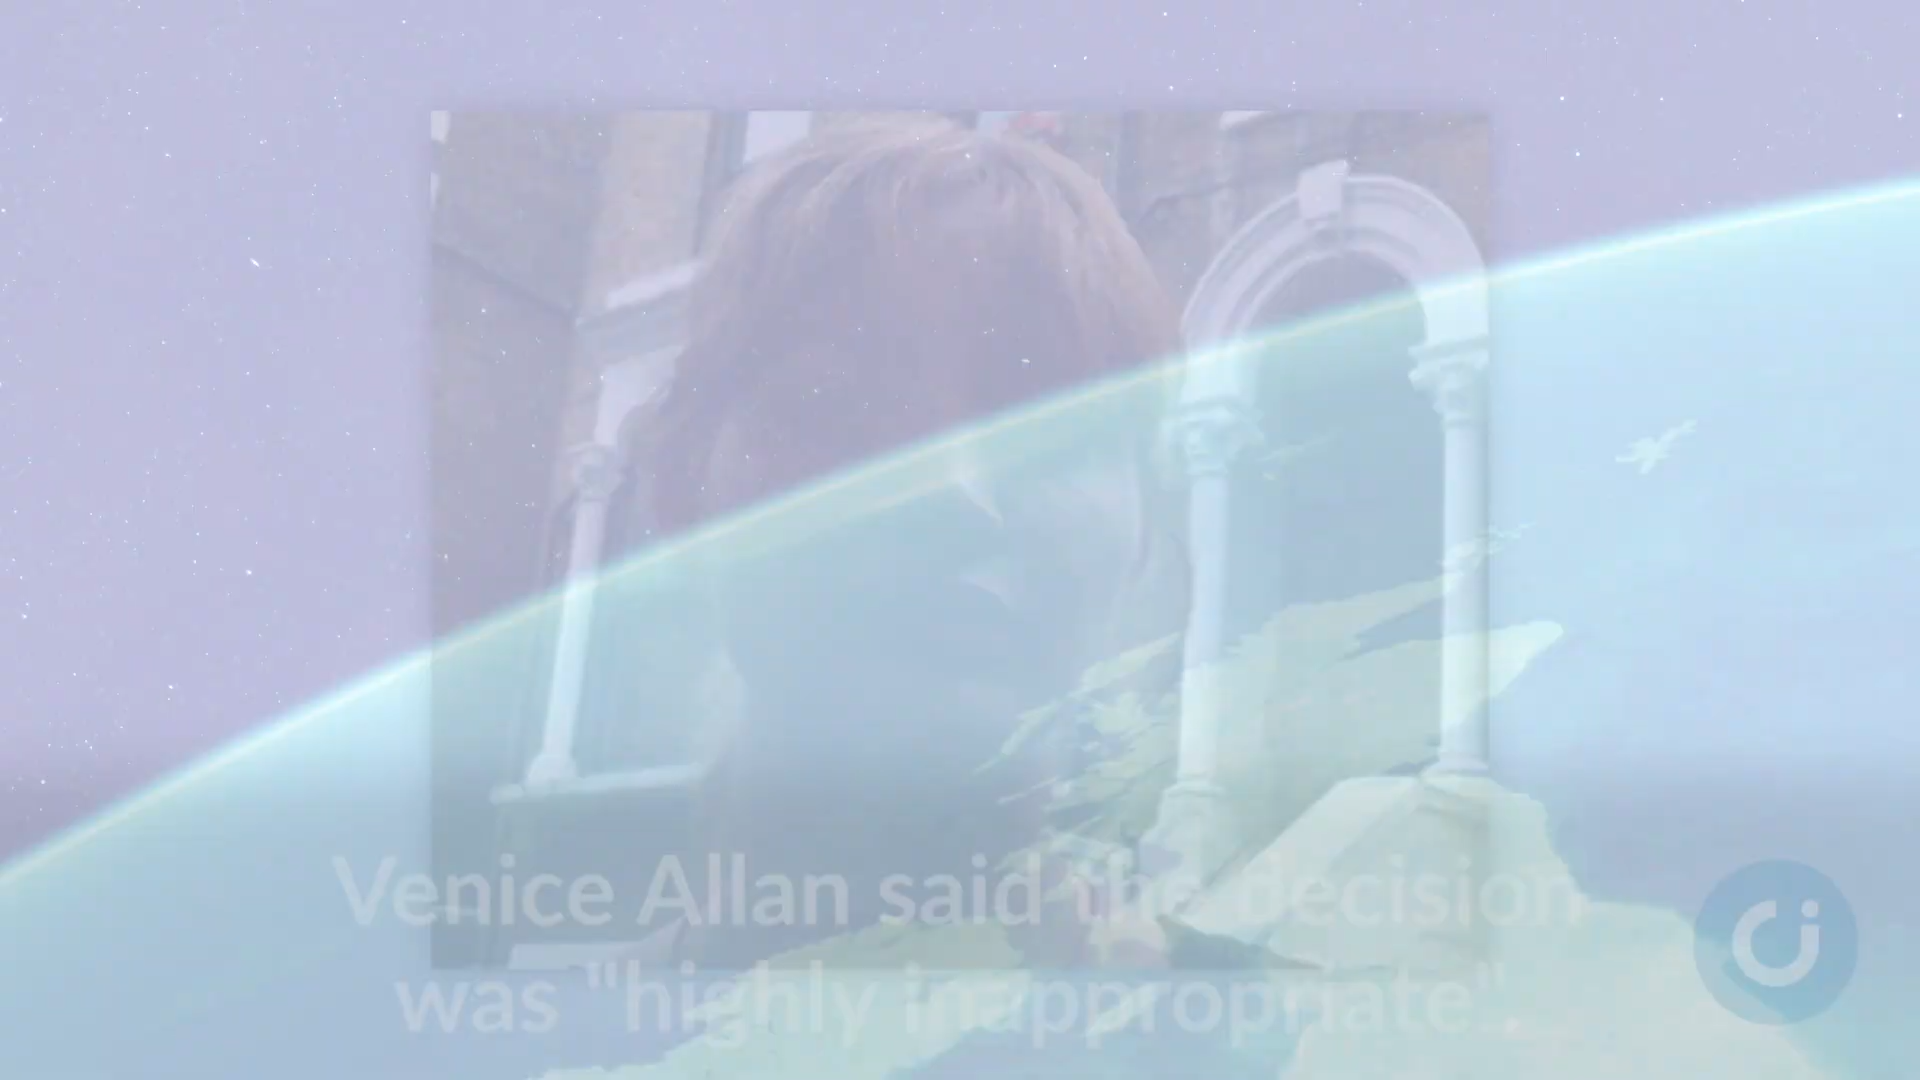 Venice Allan said the decision
was "highly inappropriate".